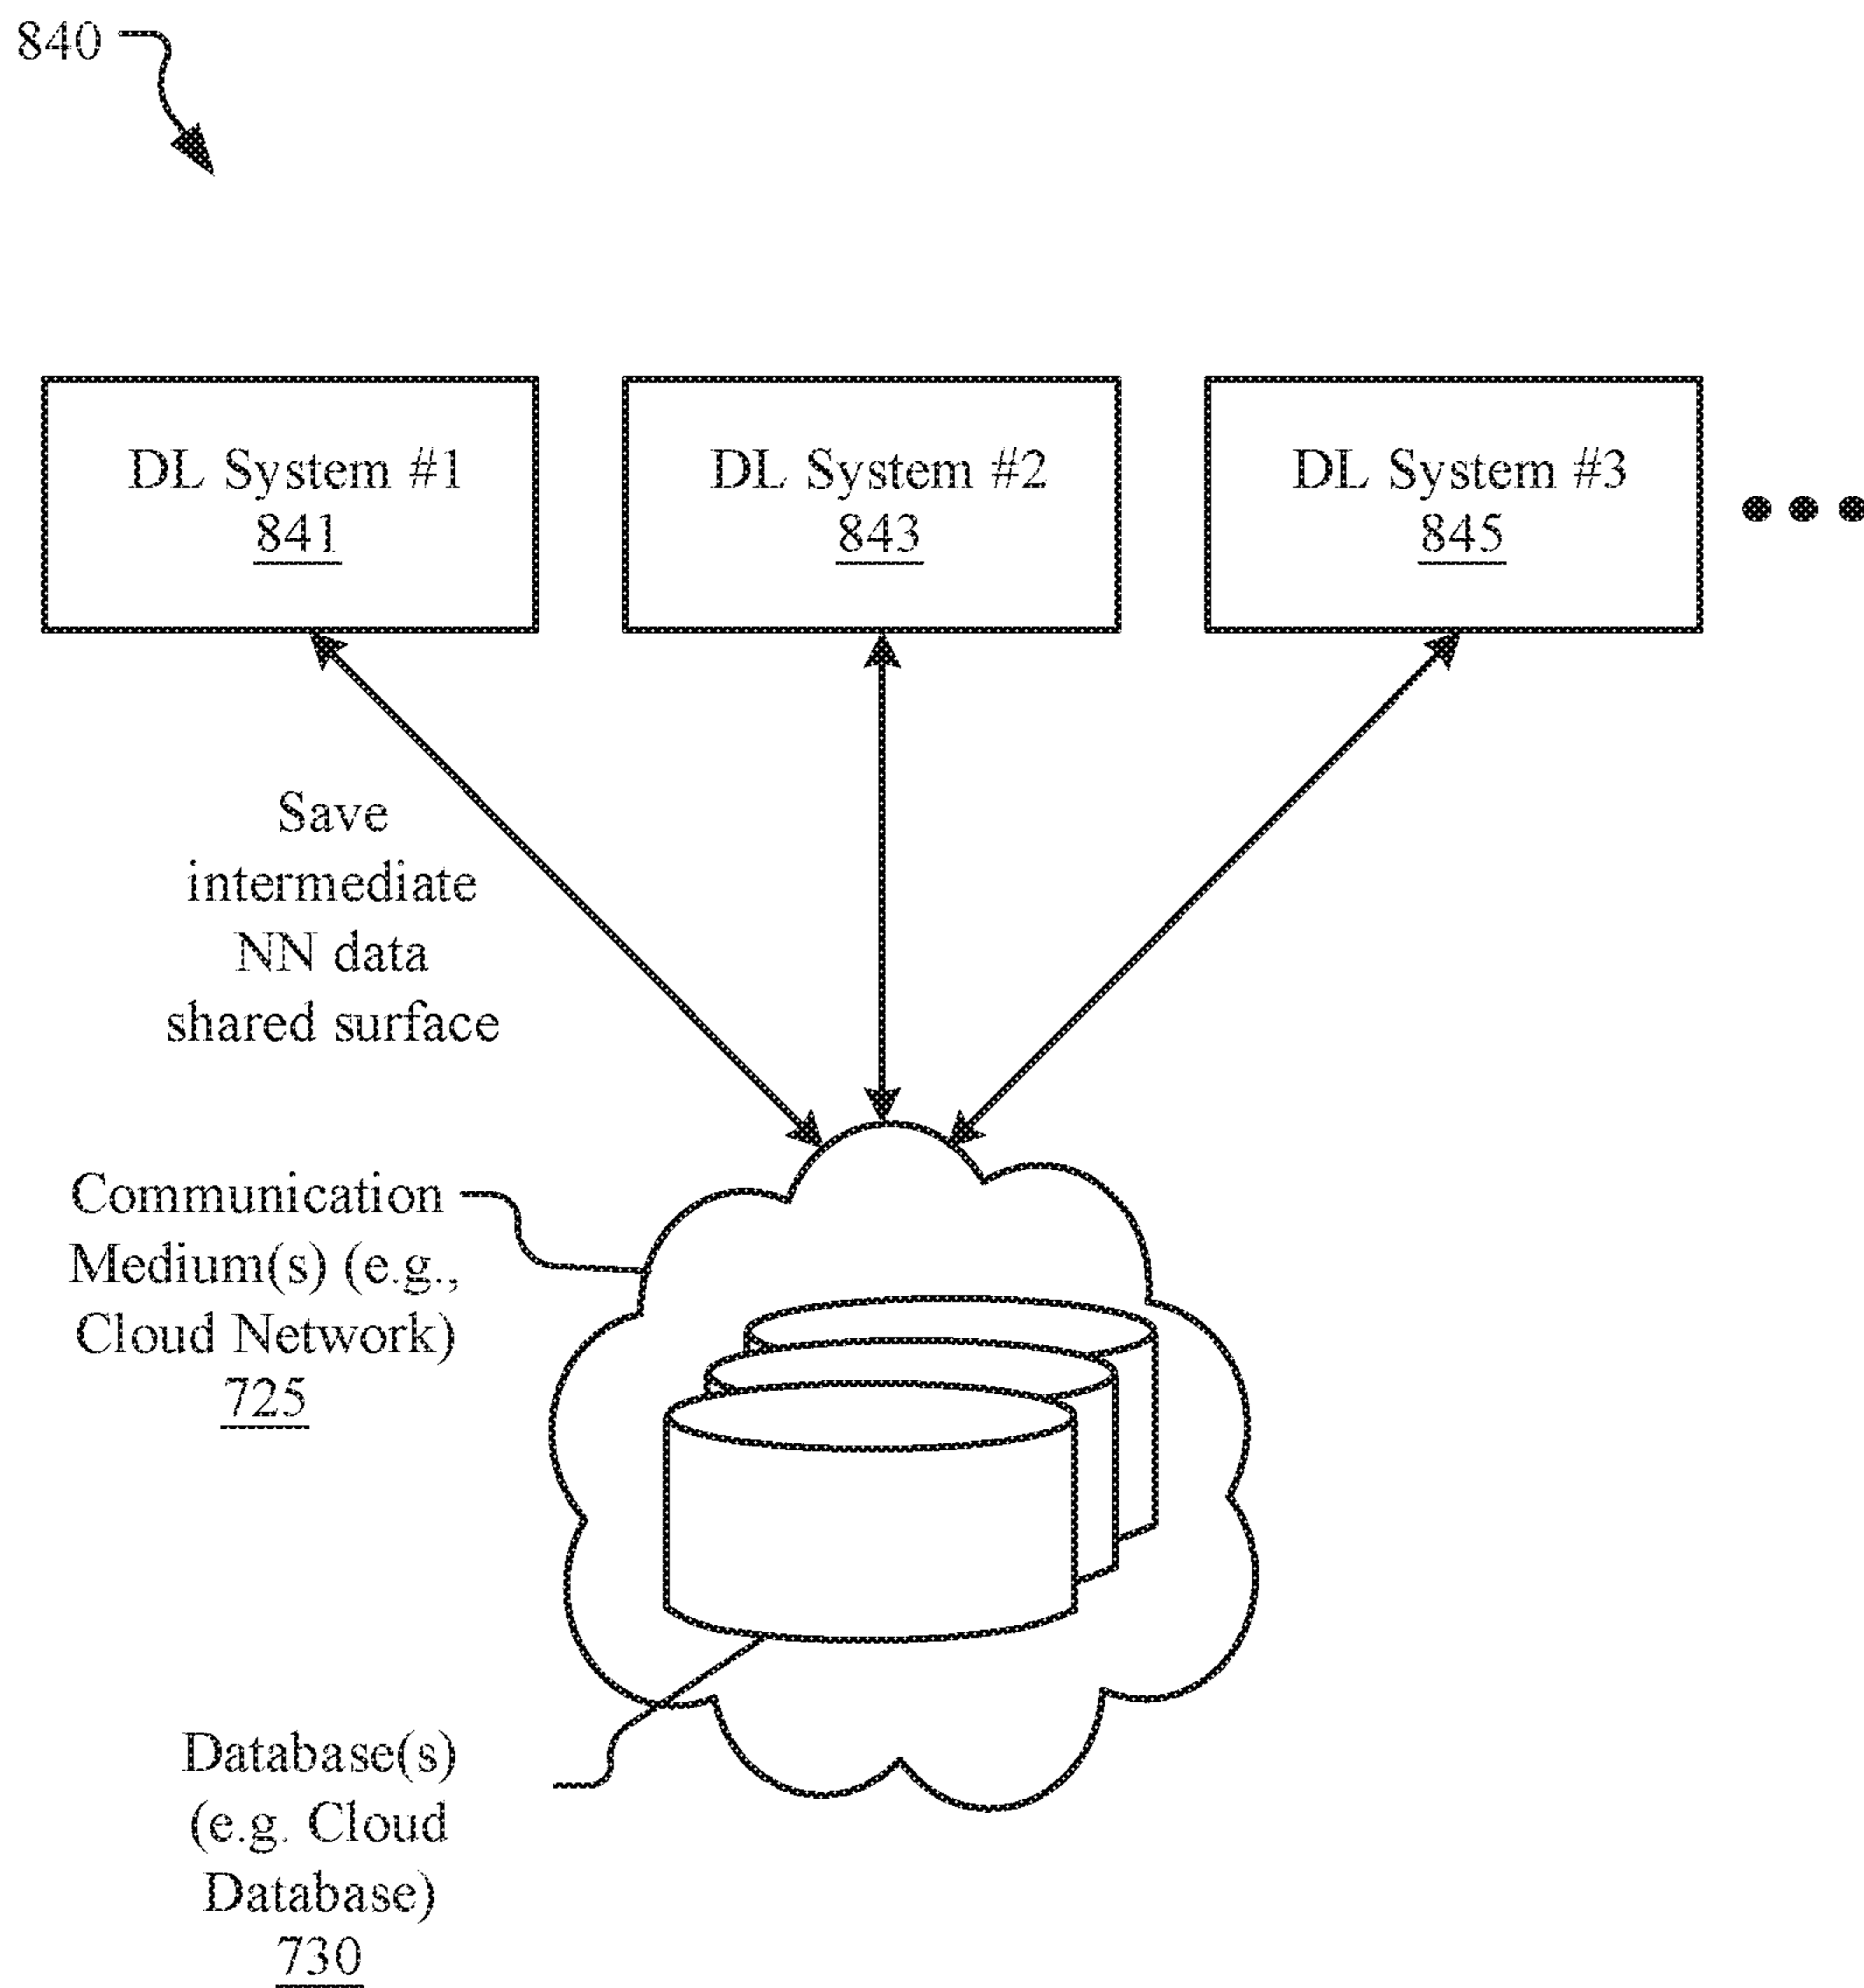 840
DL System #1
841
DL System #2
843
DL System #3
845
Save
intermediate
NN data
shared surface
Communication
Medium(s) (e.g.,
Cloud Network)
725
Database(s)
(e.g. Cloud
Database)
730